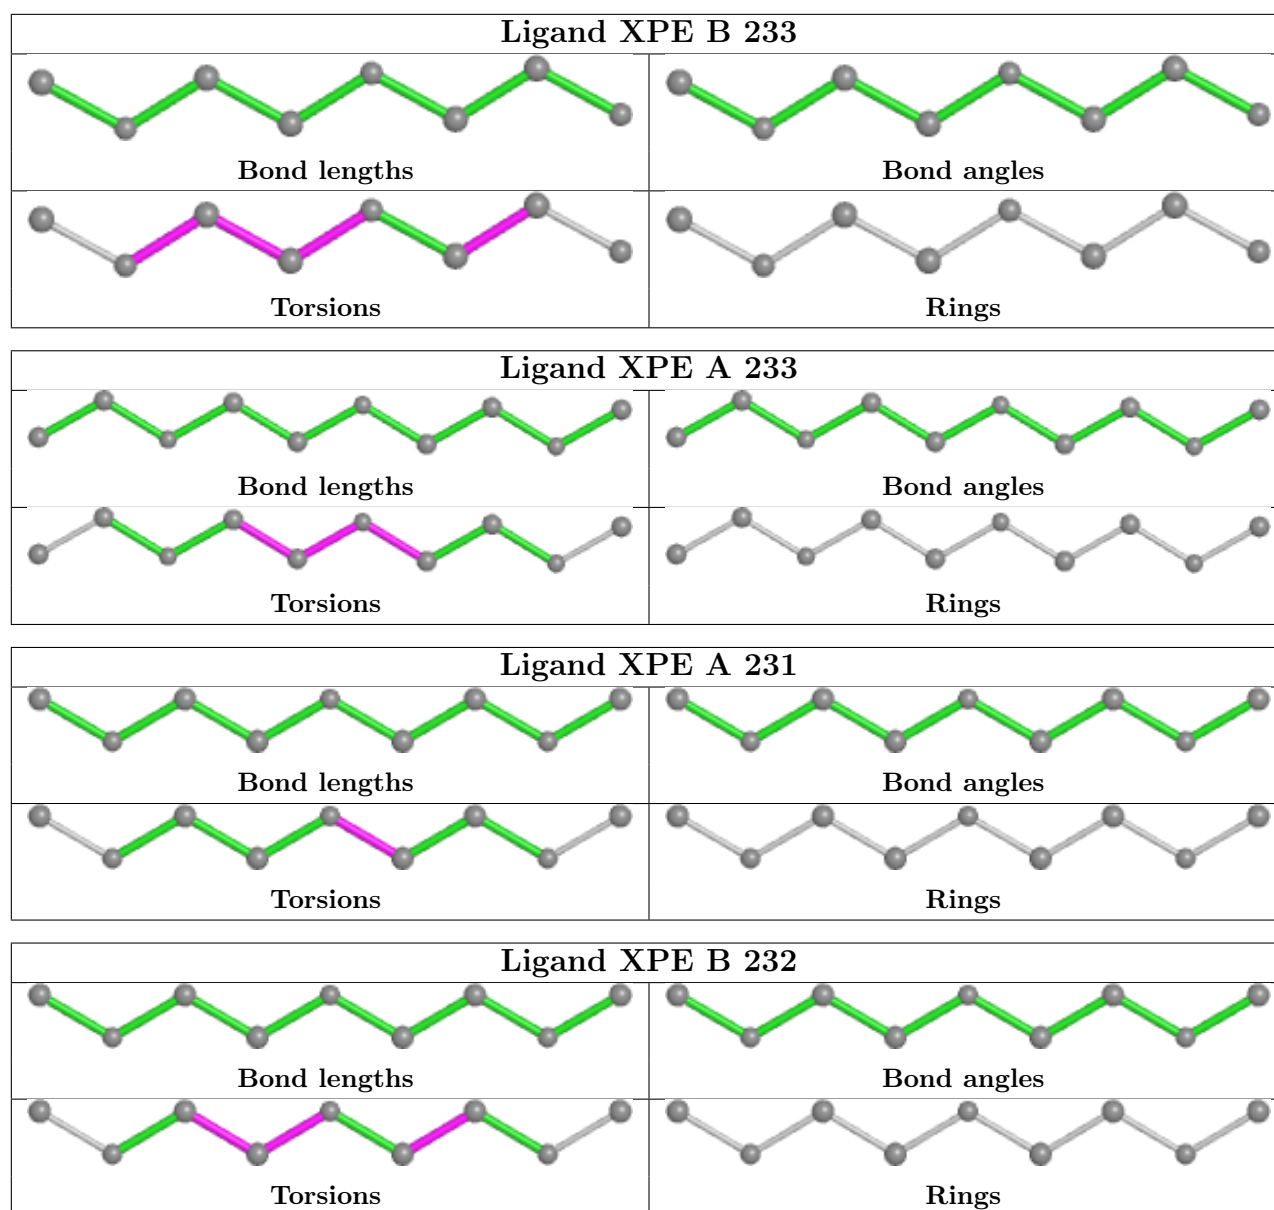 Ligand XPE B 233
Bond lengths Bond angles
Torsions Rings
Ligand XPE A 233
Bond lengths Bond angles
Torsions Rings
Ligand XPE A 231
Bond lengths Bond angles
Torsions Rings
Ligand XPE B 232
Bond lengths Bond angles
Torsions Rings